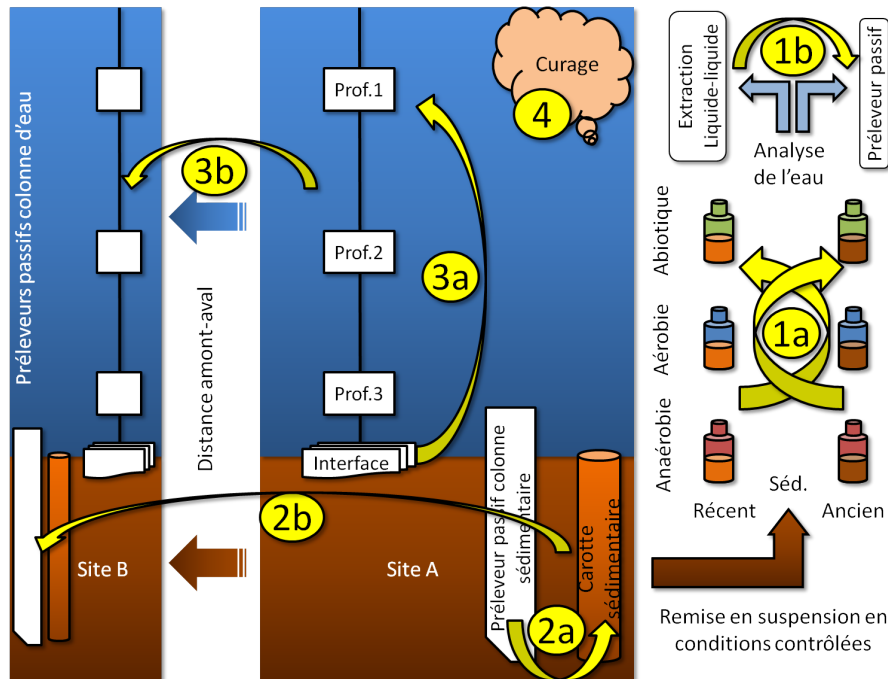 Préleveurs passifs colonne d'eau
3b
Distance amont-aval
Site B
2b
Prof.1
Prof.2
Prof.3
Interface
3a
Curage
4
Site A
Préleveur passif colonne
sédimentaire
Carotte
sédimentaire
2a
Extraction
Liquide-liquide
1b
Préleveur passif
Analyse
de l'eau
Abiotique
Aérobie
Anaérobie
1a
Séd.
Récent
Ancien
Remise en suspension en
conditions contrôlées